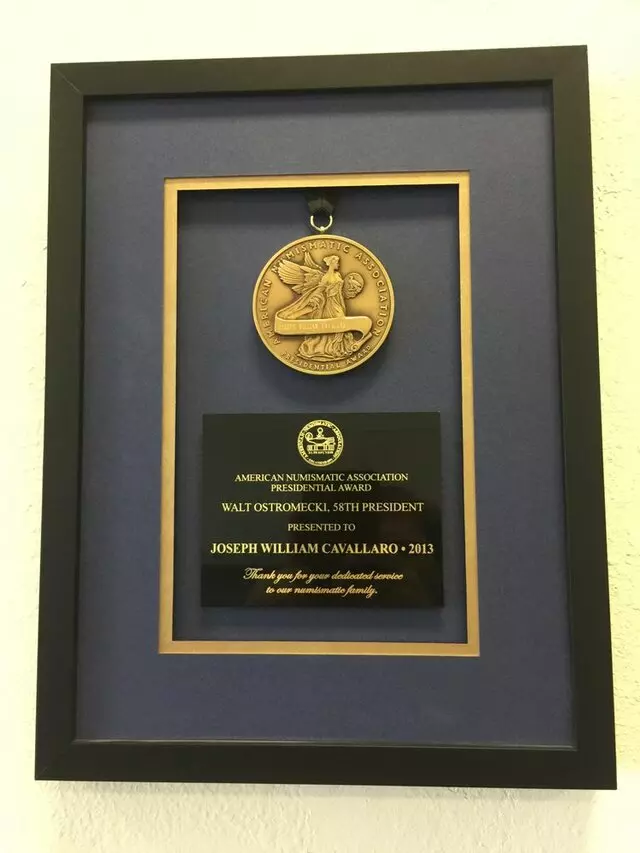 AMERICAN NUMISMATIC ASSOCIATION
WILLIAM
PRESIDENTIAL AWARD
AMERICAN NUMISMATIC ASSOCIATION
PRESIDENTIAL AWARD
WALT OSTROMECKI, 58TH PRESIDENT
PRESENTED TO
JOSEPH WILLIAM CAVALLARO • 2013
Thank you for your dedicated service
to our numismatic family.